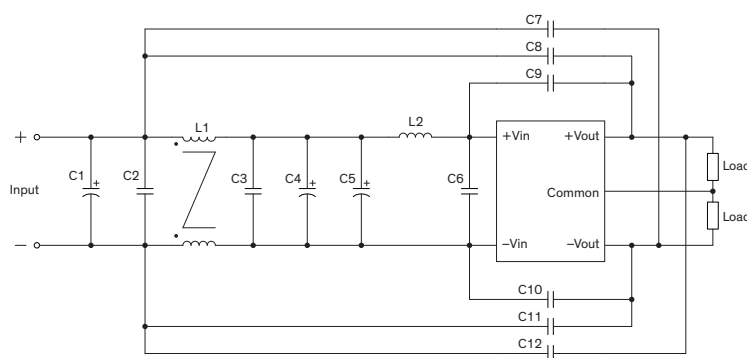 C7
C8
C9
L1
L2
+
+Vin
+Vout
C1
+
C2
C3
C4
+
C5
+
C6
Load
Input
Common
Load
−
−Vin
−Vout
C10
C11
C12